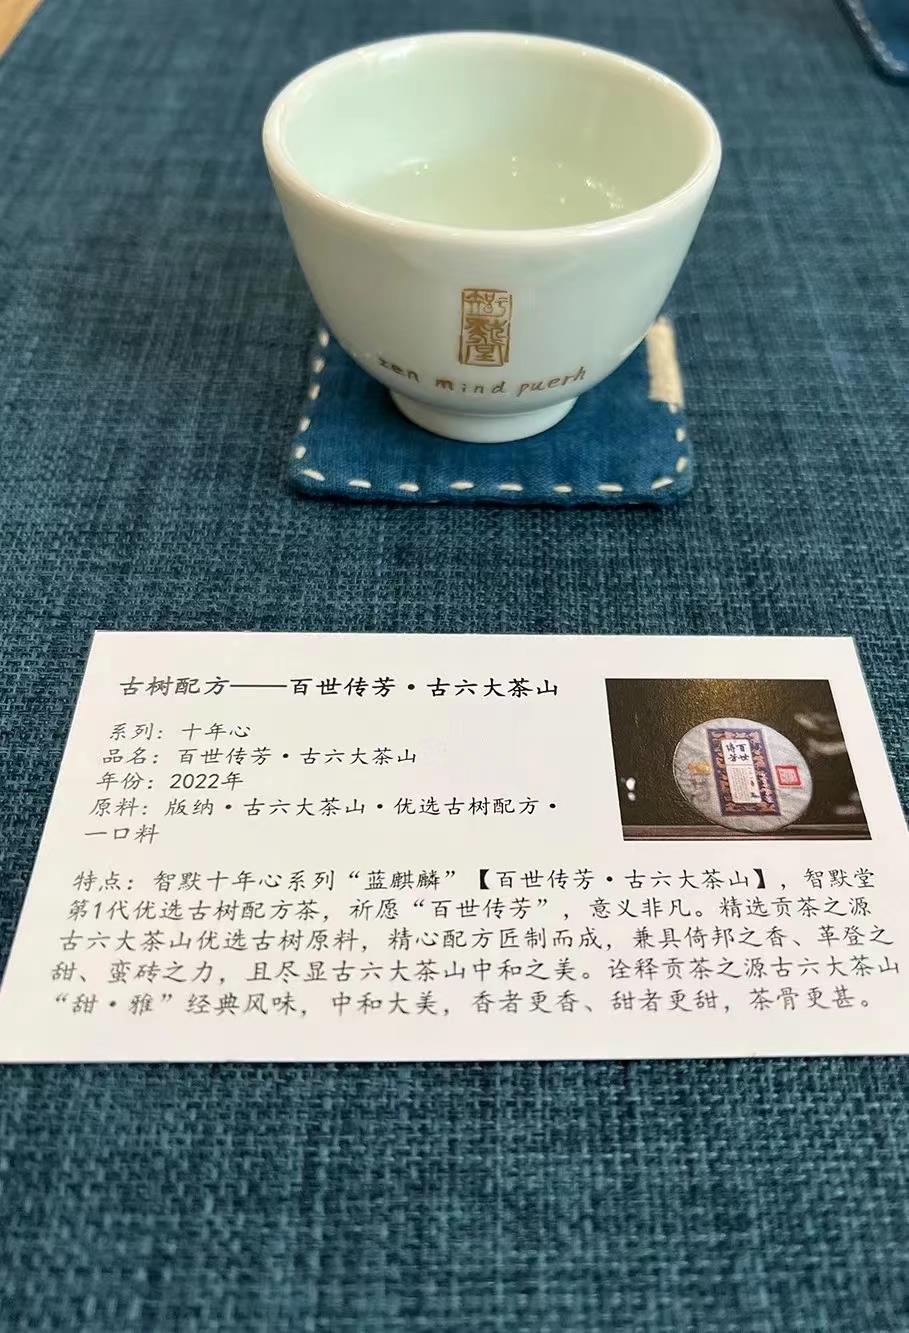 智默堂
zen mind puerh
古树配方——百世传芳·古六大茶山
系列：十年心
品名：百世传芳·古六大茶山
年份：2022年
原料：版纳·古六大茶山·优选古树配方·
一口料
百世
传芳
特点：智默十年心系列“蓝麒麟”【百世传芳·古六大茶山】，智默堂
第1代优选古树配方茶，祈愿“百世传芳”，意义非凡。精选贡茶之源
古六大茶山优选古树原料，精心配方匠制而成，兼具倚邦之香、革登之
甜、蛮砖之力，且尽显古六大茶山中和之美。诠释贡茶之源古六大茶山
“甜·雅”经典风味，中和大美，香者更香、甜者更甜，茶骨更甚。